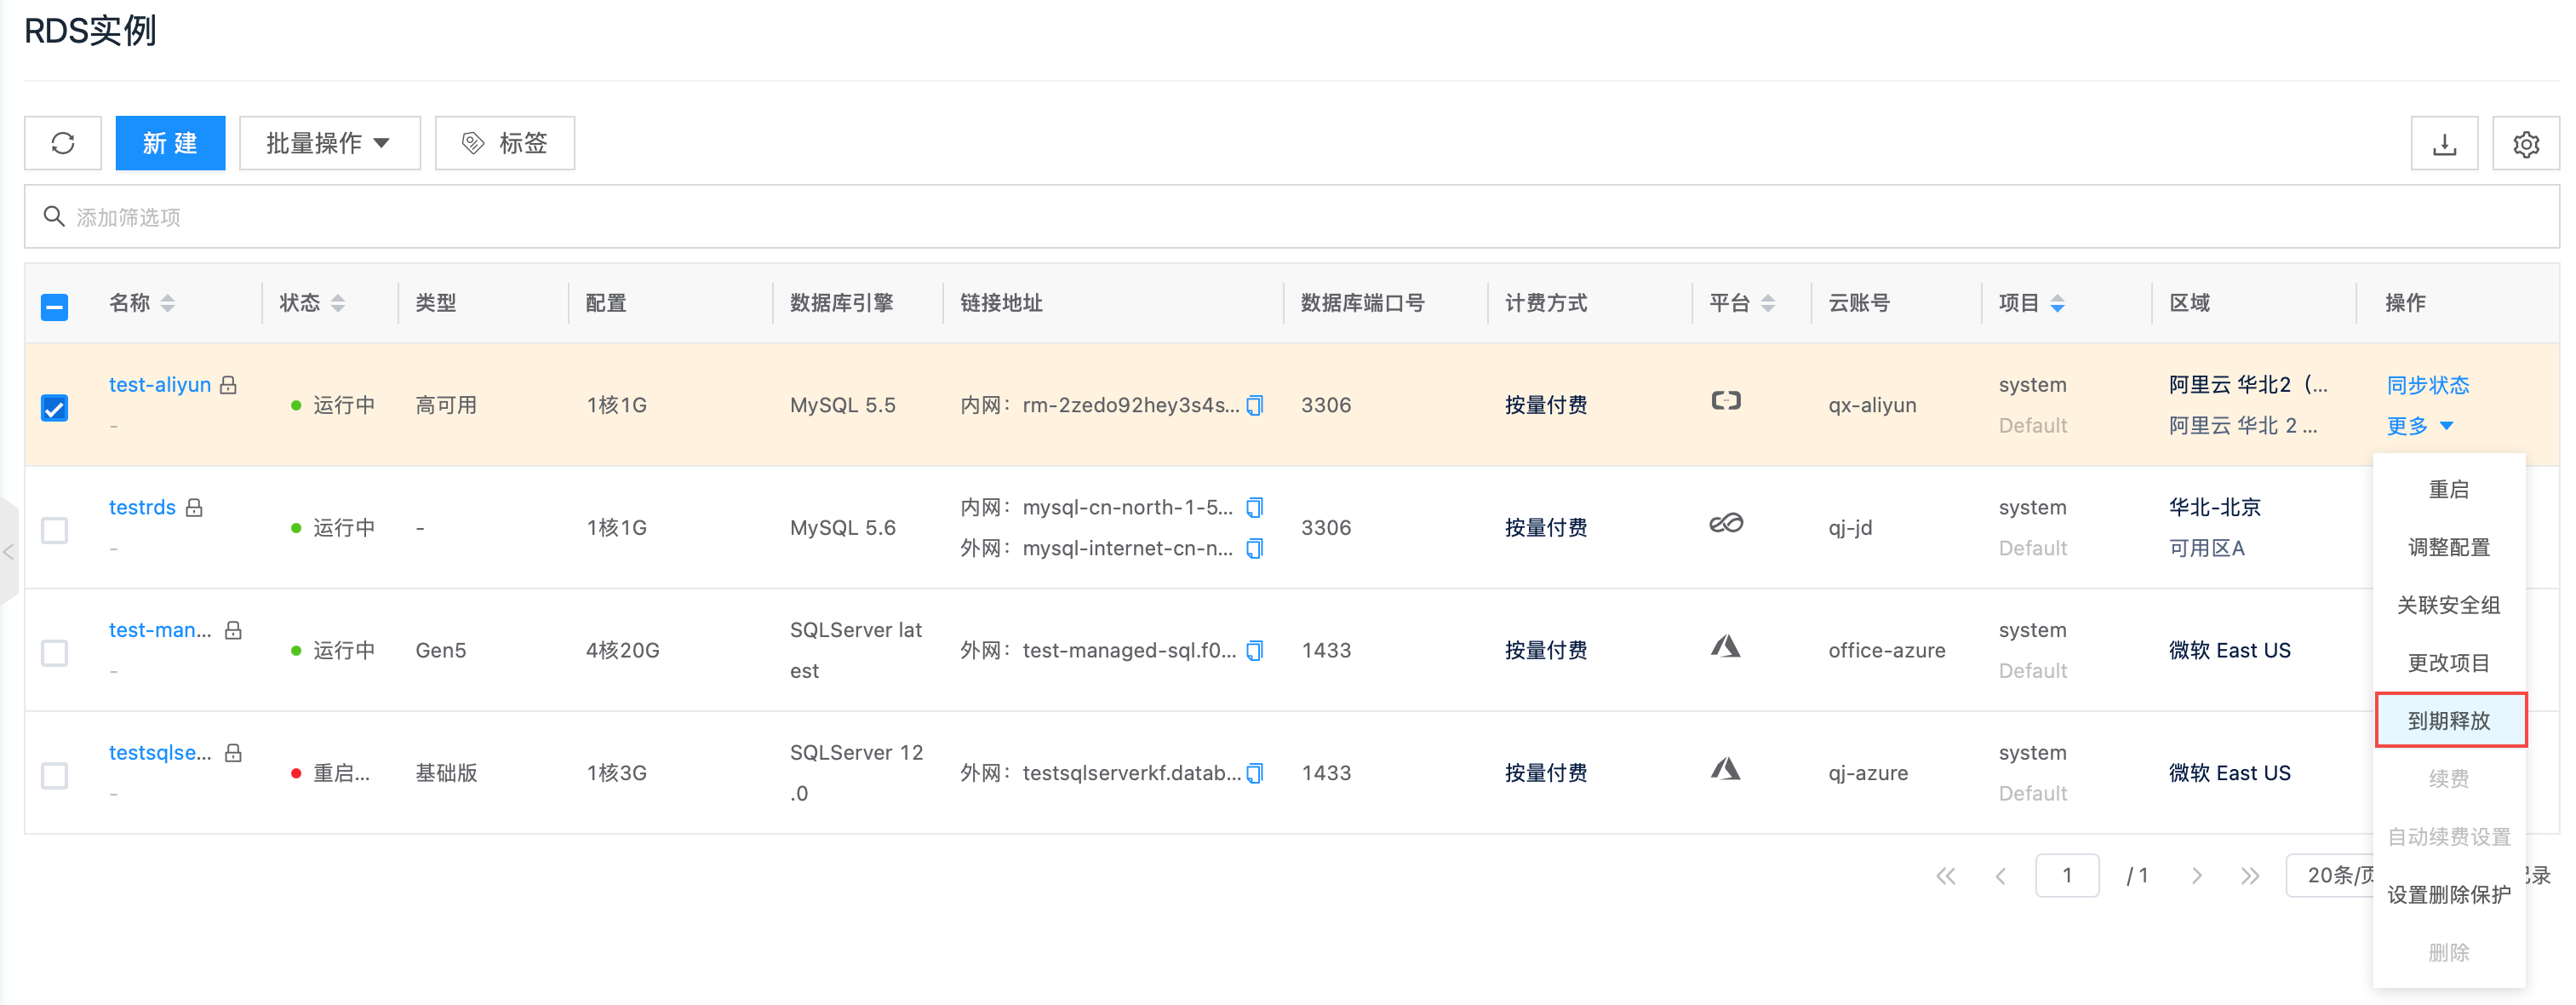 RDS实例
新 建
批量操作
标签
添加筛选项
名称 状态 类型 配置 数据库引擎 链接地址 数据库端口号 计费方式 平台 云账号 项目 区域 操作
test-aliyun
-
运行中 高可用 1核1G MySQL 5.5 内网：rm-2zedo92hey3s4s... 3306 按量付费 qx-aliyun
system
Default
阿里云 华北2（...
阿里云 华北 2 ...
同步状态
更多
testrds
-
运行中 - 1核1G MySQL 5.6
内网：mysql-cn-north-1-5...
外网：mysql-internet-cn-n...
3306 按量付费 qj-jd
system
Default
华北-北京
可用区A
test-man...
-
运行中 Gen5 4核20G
SQLServer lat
est
外网：test-managed-sql.f0... 1433 按量付费 office-azure
system
Default
微软 East US
testsqlse...
-
重启... 基础版 1核3G
SQLServer 12
.0
外网：testsqlserverkf.datab... 1433 按量付费 qj-azure
system
Default
微软 East US
重启
调整配置
关联安全组
更改项目
到期释放
续费
自动续费设置
设置删除保护
删除
1 / 1 20条/页 记录